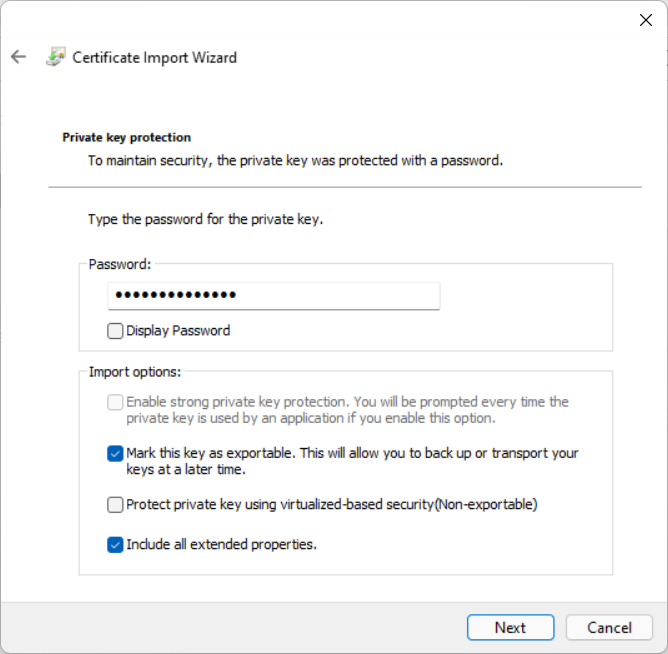 Certificate Import Wizard
Private key protection
To maintain security, the private key was protected with a password.
Type the password for the private key.
Password:
••••••••••••••
Display Password
Import options:
Enable strong private key protection. You will be prompted every time the
private key is used by an application if you enable this option.
Mark this key as exportable. This will allow you to back up or transport your
keys at a later time.
Protect private key using virtualized-based security(Non-exportable)
Include all extended properties.
Next
Cancel